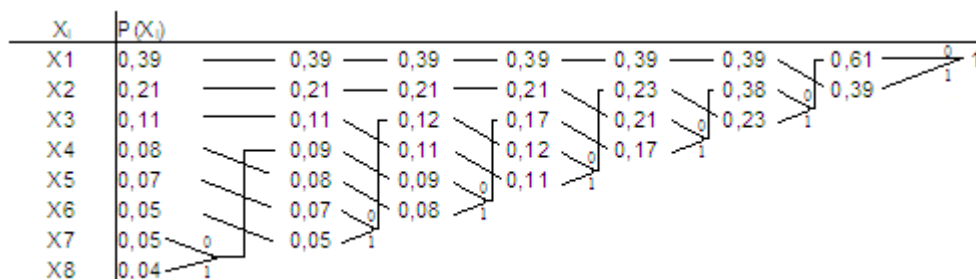 Xi P(Xi)
X1 0,39 0,39 0,39 0,39 0,39 0,39 0,61 0 1
X2 0,21 0,21 0,21 0,21 0,23 0,38 0,39 1
0
X3 0,11 0,11 0,12 0,17 0,21 0,23 1
0
X4 0,08 0,09 0,11 0,12 0,17 1
0
X5 0,07 0,08 0,09 0,11 1
0
X6 0,05 0,07 0,08 1
0
X7 0,05 0 0,05 1
X8 0,04 1